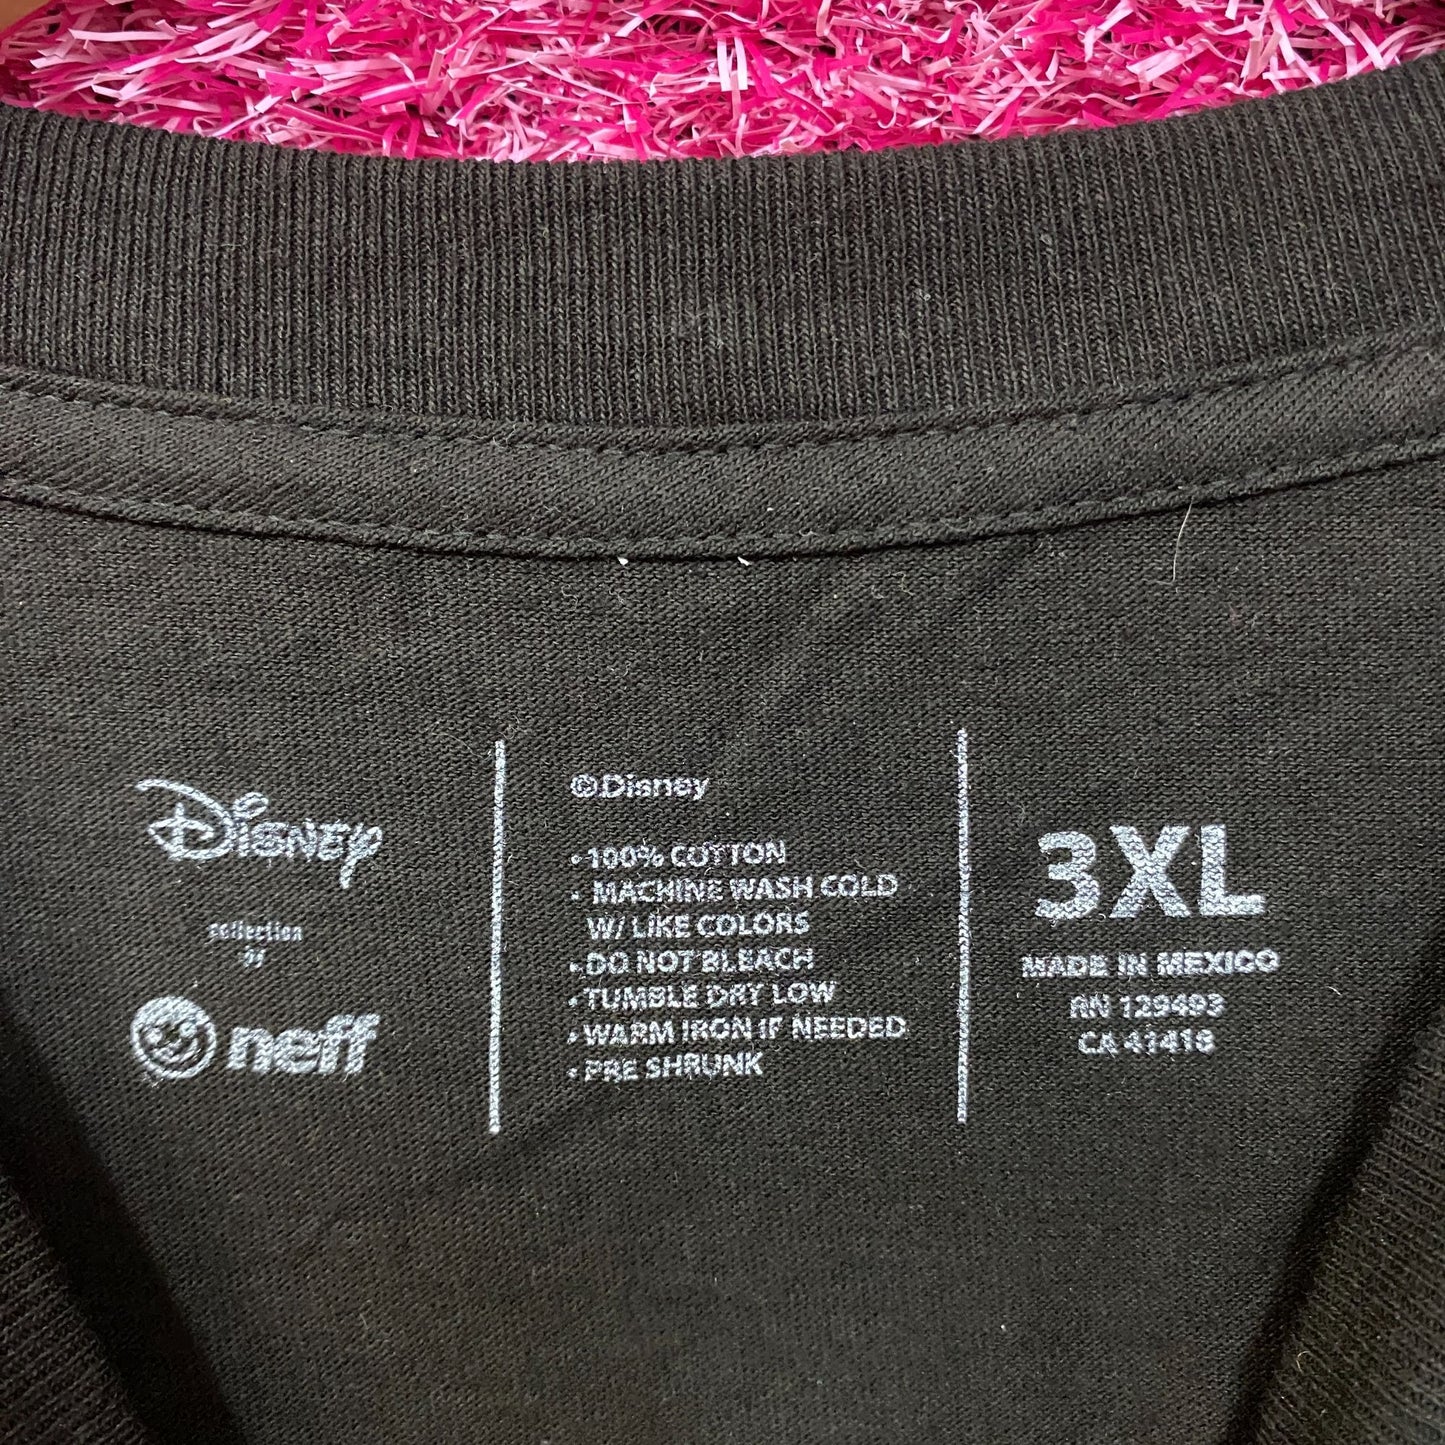 Disney
collection
neff
©Disney
• 100% COTTON
• MACHINE WASH COLD
W/ LIKE COLORS
• DO NOT BLEACH
• TUMBLE DRY LOW
• WARM IRON IF NEEDED
• PRE SHRUNK
3XL
MADE IN MEXICO
RN 129493
CA 41418